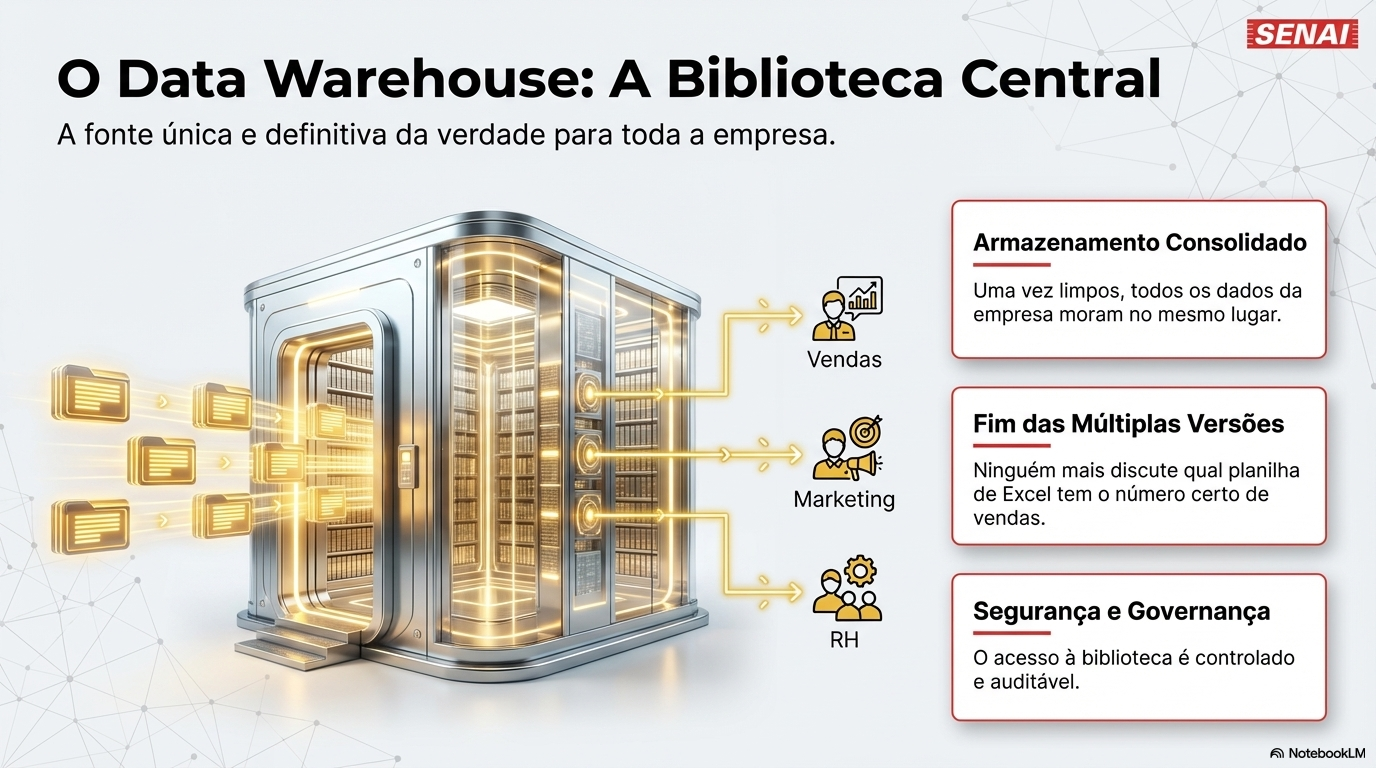 SENAI
O Data Warehouse: A Biblioteca Central
A fonte única e definitiva da verdade para toda a empresa.
Vendas
Marketing
RH
Armazenamento Consolidado
Uma vez limpos, todos os dados da
empresa moram no mesmo lugar.
Fim das Múltiplas Versões
Ninguém mais discute qual planilha
de Excel tem o número certo de
vendas.
Segurança e Governança
O acesso à biblioteca é controlado
e auditável.
NotebookLM